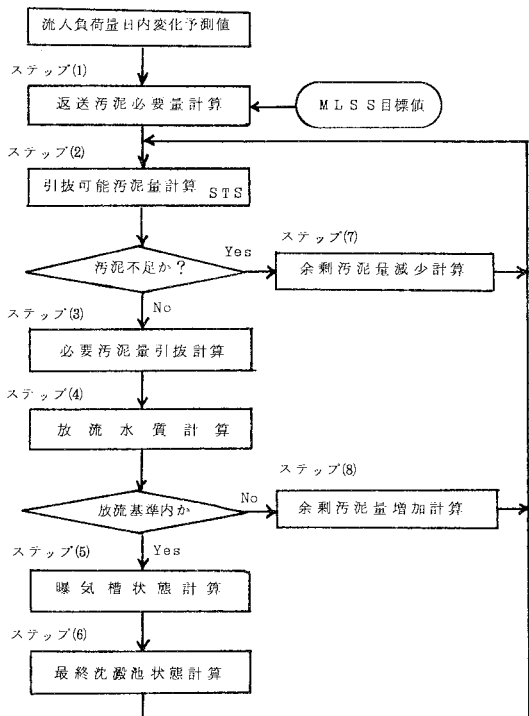 流入負荷量日内変化予測値
ステップ(1)
返送汚泥必要量計算
MLSS目標値
ステップ(2)
引抜可能汚泥量計算 STS
汚泥不足か？
Yes
ステップ(7)
余剰汚泥量減少計算
No
ステップ(3)
必要汚泥量引抜計算
ステップ(4)
放流水質計算
放流基準内か
No
ステップ(8)
余剰汚泥量増加計算
ステップ(5)
Yes
曝気槽状態計算
ステップ(6)
最終沈澱池状態計算